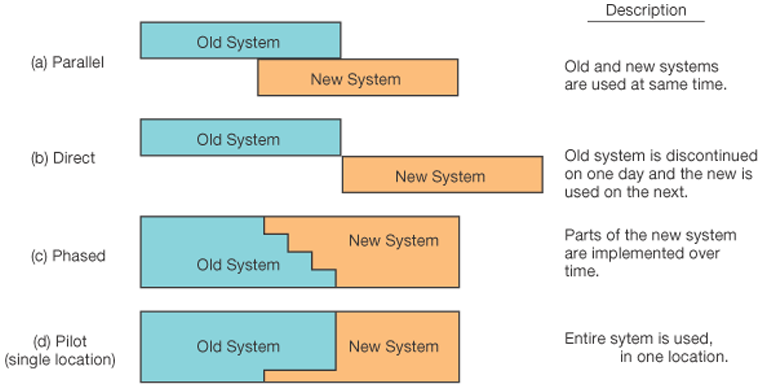 Description
(a) Parallel
Old System
New System
Old and new systems
are used at same time.
(b) Direct
Old System
New System
Old system is discontinued
on one day and the new is
used on the next.
(c) Phased
Old System
New System
Parts of the new system
are implemented over
time.
(d) Pilot
(single location)
Old System
New System
Entire sytem is used,
in one location.